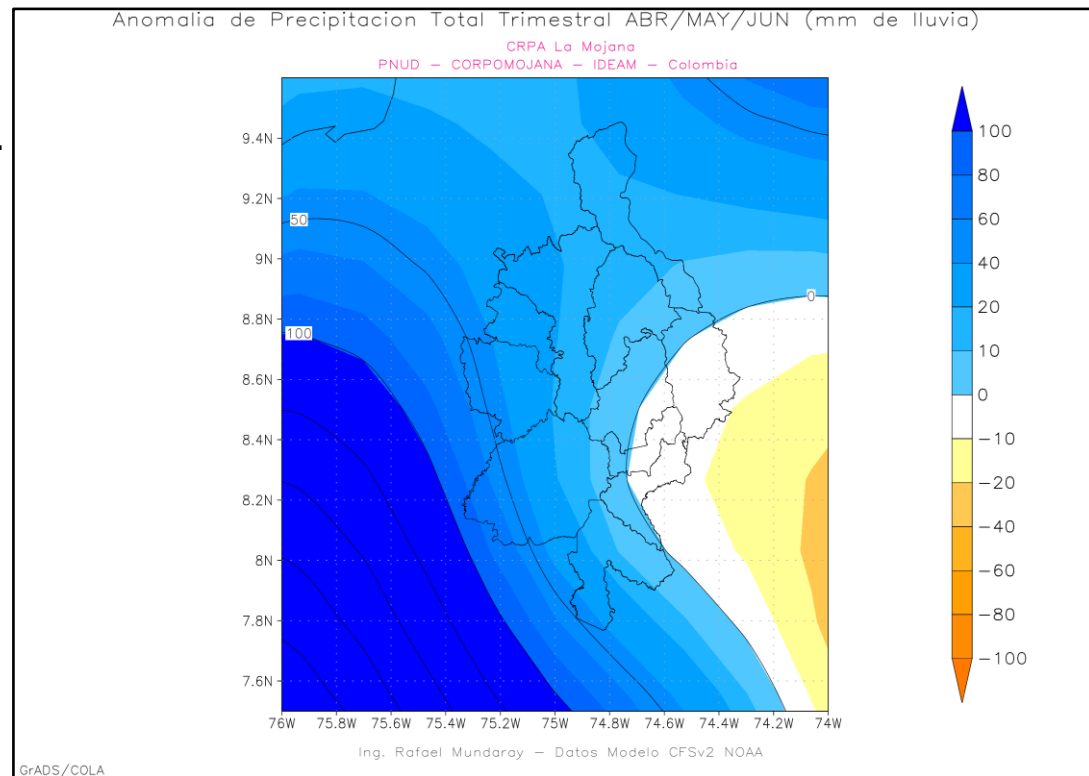 Anomalia de Precipitacion Total Trimestral ABR/MAY/JUN (mm de lluvia)
CRPA La Mojana
PNUD – CORPOMOJANA – IDEAM – Colombia
9.4N
9.2N
50
9N
0
8.8N
100
8.6N
8.4N
8.2N
8N
7.8N
7.6N
76W 75.8W 75.6W 75.4W 75.2W 75W 74.8W 74.6W 74.4W 74.2W 74W
100
80
60
40
20
10
0
−10
−20
−40
−60
−80
−100
Ing. Rafael Mundaray – Datos Modelo CFSv2 NOAA
GrADS/COLA